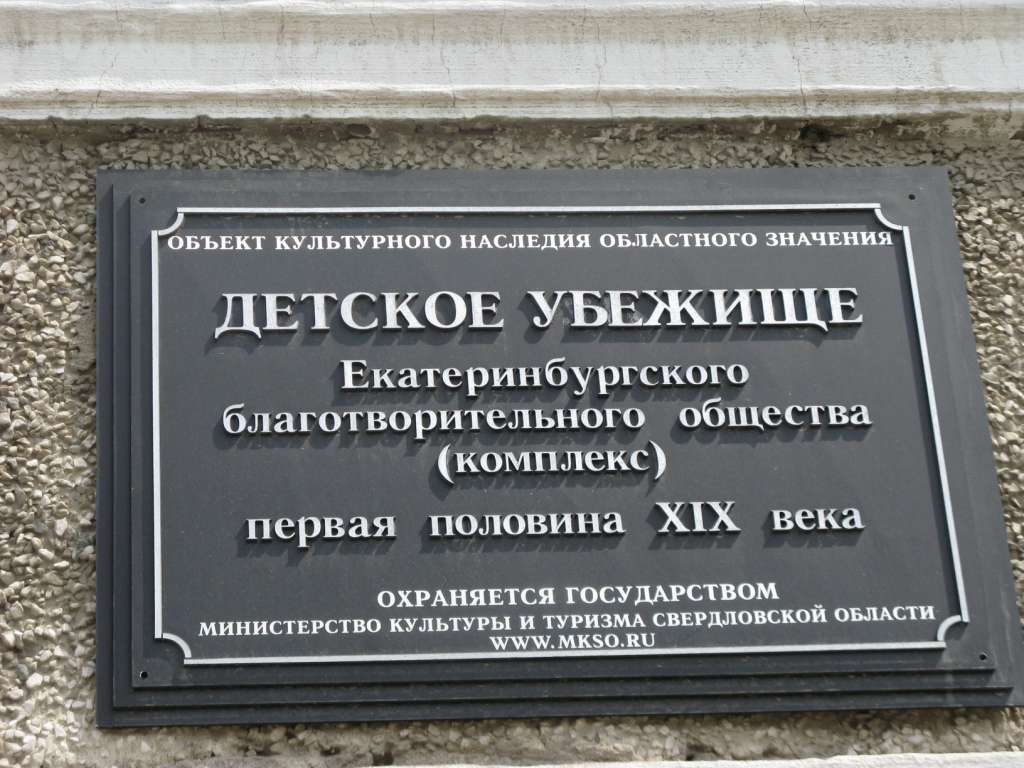 ОБЪЕКТ КУЛЬТУРНОГО НАСЛЕДИЯ ОБЛАСТНОГО ЗНАЧЕНИЯ
ДЕТСКОЕ УБЕЖИЩЕ
Екатеринбургского
благотворительного общества
(комплекс)
первая половина XIX века
ОХРАНЯЕТСЯ ГОСУДАРСТВОМ
МИНИСТЕРСТВО КУЛЬТУРЫ И ТУРИЗМА СВЕРДЛОВСКОЙ ОБЛАСТИ
WWW.MKSO.RU